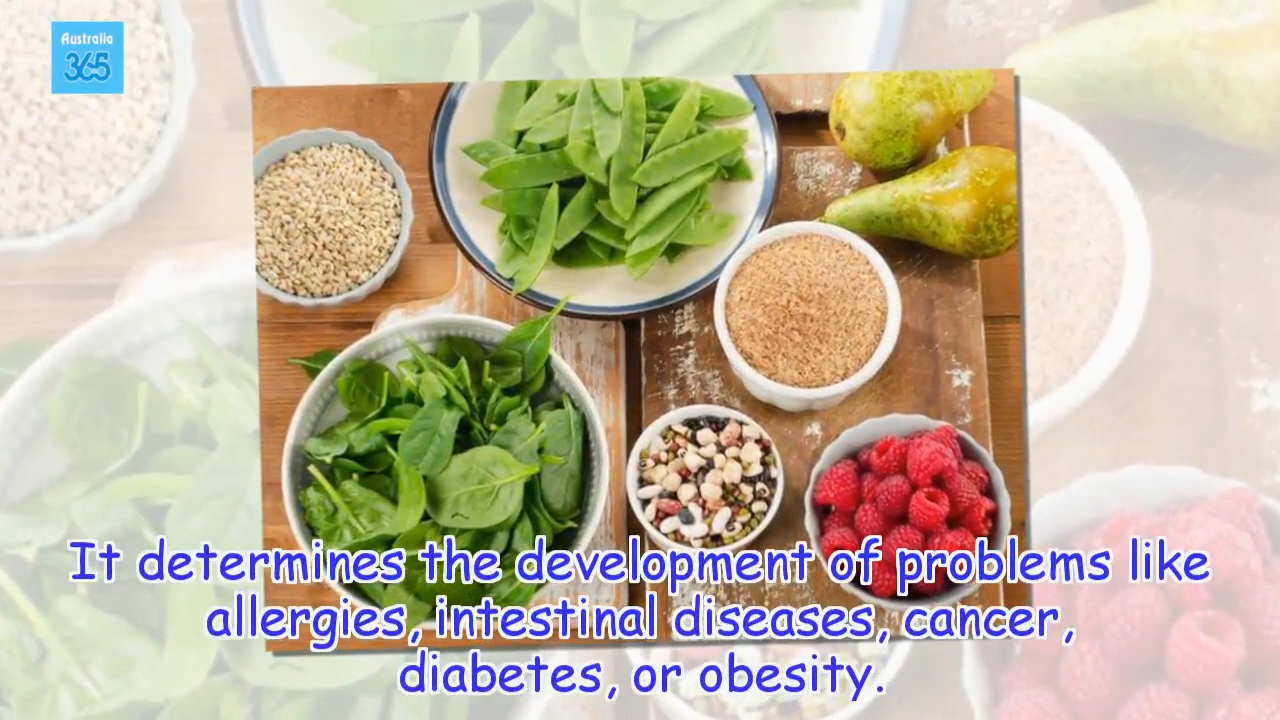 Australia
365
It determines the development of problems like
allergies, intestinal diseases, cancer,
diabetes, or obesity.